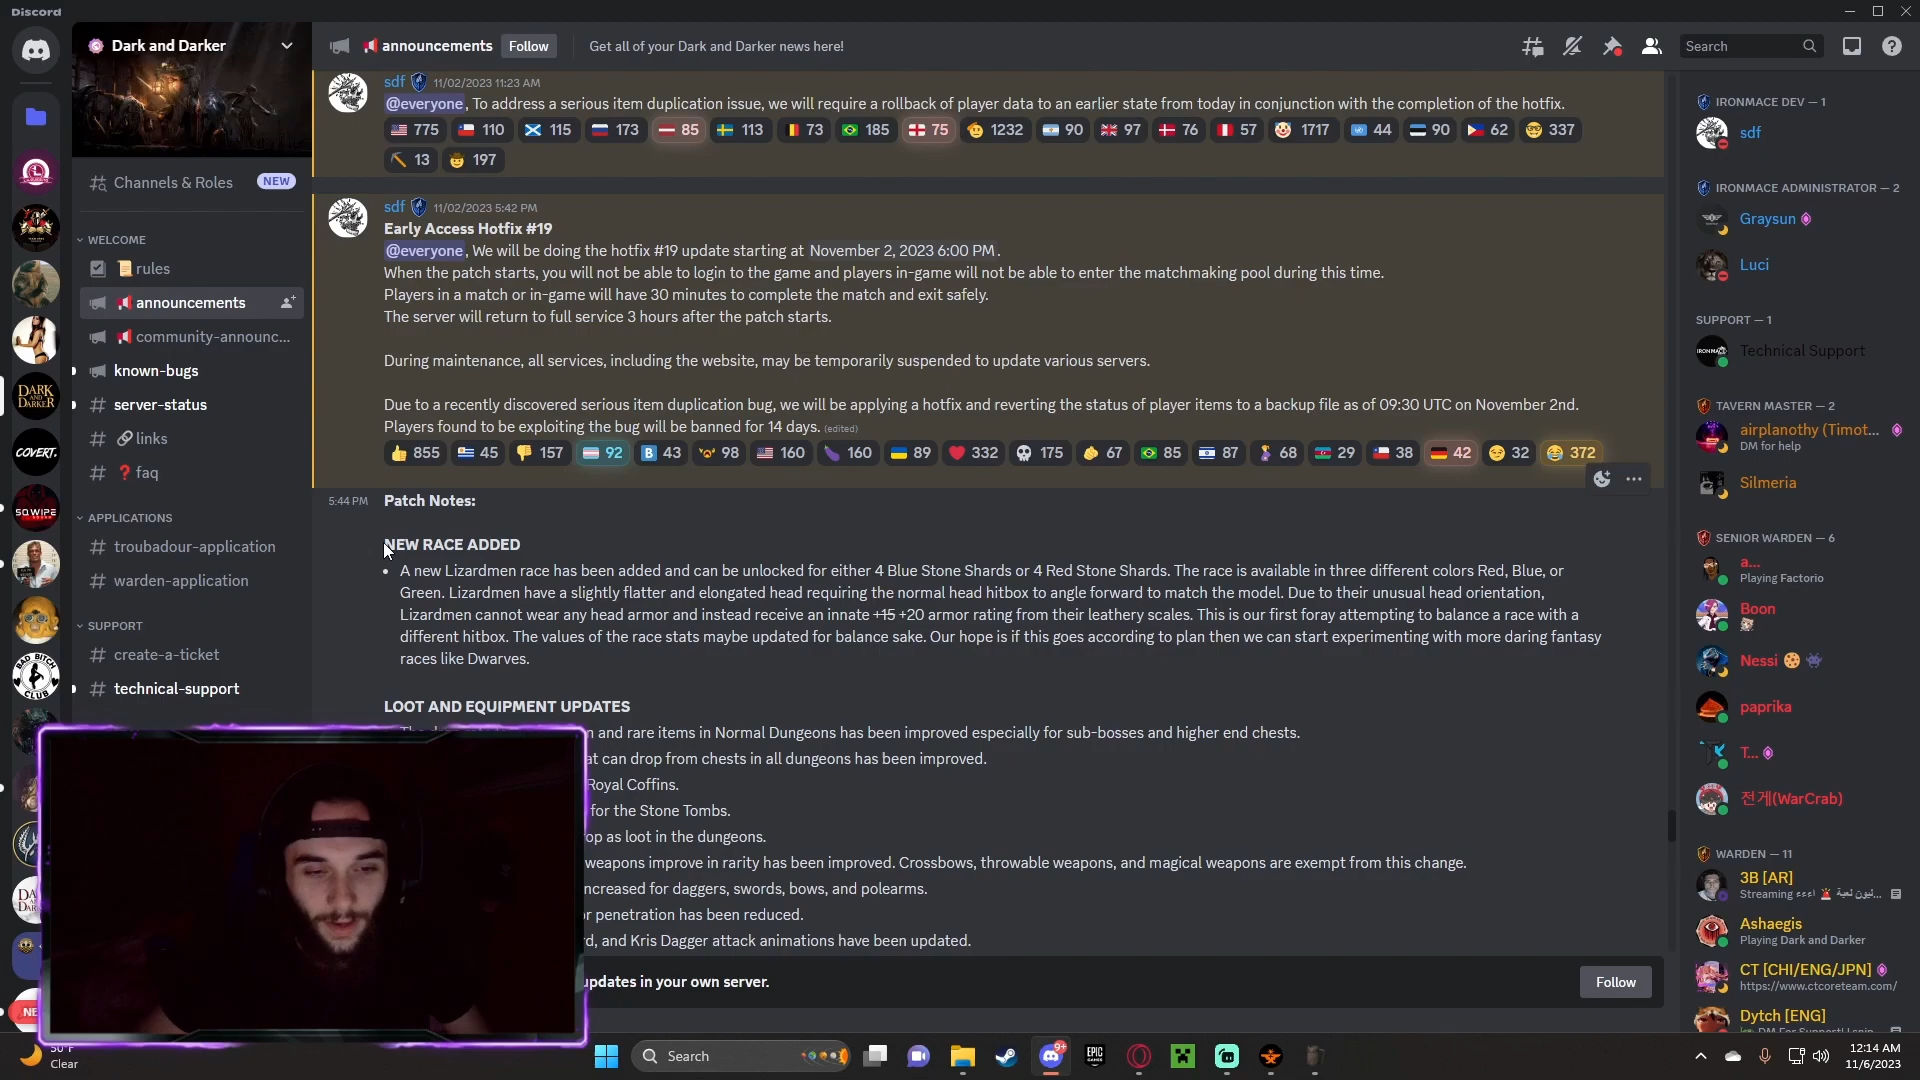 Discord
Dark and Darker
announcements
Follow
Get all of your Dark and Darker news here!
Search
Channels & Roles
NEW
WELCOME
rules
announcements
community-announc...
known-bugs
server-status
links
faq
APPLICATIONS
troubadour-application
warden-application
SUPPORT
create-a-ticket
technical-support
DARK
AND
DARKER
COVERT.
SQWIPE
BAD BITCH
CLUB
NE
sdf 11/02/2023 11:23 AM
@everyone, To address a serious item duplication issue, we will require a rollback of player data to an earlier state from today in conjunction with the completion of the hotfix.
775 110 115 173 85 113 73 185 75 1232 90 97 76 57 1717 44 90 62 337
13 197
sdf 11/02/2023 5:42 PM
Early Access Hotfix #19
@everyone, We will be doing the hotfix #19 update starting at November 2, 2023 6:00 PM.
When the patch starts, you will not be able to login to the game and players in-game will not be able to enter the matchmaking pool during this time.
Players in a match or in-game will have 30 minutes to complete the match and exit safely.
The server will return to full service 3 hours after the patch starts.
During maintenance, all services, including the website, may be temporarily suspended to update various servers.
Due to a recently discovered serious item duplication bug, we will be applying a hotfix and reverting the status of player items to a backup file as of 09:30 UTC on November 2nd.
Players found to be exploiting the bug will be banned for 14 days. (edited)
855 45 157 92 43 98 160 160 89 332 175 67 85 87 68 29 38 42 32 372
5:44 PM Patch Notes:
NEW RACE ADDED
• A new Lizardmen race has been added and can be unlocked for either 4 Blue Stone Shards or 4 Red Stone Shards. The race is available in three different colors Red, Blue, or
Green. Lizardmen have a slightly flatter and elongated head requiring the normal head hitbox to angle forward to match the model. Due to their unusual head orientation,
Lizardmen cannot wear any head armor and instead receive an innate +15 +20 armor rating from their leathery scales. This is our first foray attempting to balance a race with a
different hitbox. The values of the race stats maybe updated for balance sake. Our hope is if this goes according to plan then we can start experimenting with more daring fantasy
races like Dwarves.
LOOT AND EQUIPMENT UPDATES
n and rare items in Normal Dungeons has been improved especially for sub-bosses and higher end chests.
at can drop from chests in all dungeons has been improved.
Royal Coffins.
for the Stone Tombs.
op as loot in the dungeons.
weapons improve in rarity has been improved. Crossbows, throwable weapons, and magical weapons are exempt from this change.
ncreased for daggers, swords, bows, and polearms.
or penetration has been reduced.
rd, and Kris Dagger attack animations have been updated.
updates in your own server.
Follow
IRONMACE DEV — 1
sdf
IRONMACE ADMINISTRATOR — 2
Graysun
Luci
SUPPORT — 1
Technical Support
TAVERN MASTER — 2
airplanothy (Timot...
DM for help
Silmeria
SENIOR WARDEN — 6
a...
Playing Factorio
Boon
Nessi
paprika
T...
전게(WarCrab)
WARDEN — 11
3B [AR]
Streaming
Ashaegis
Playing Dark and Darker
CT [CHI/ENG/JPN]
https://www.ctcoreteam.com/
Dytch [ENG]
50°F
Clear
Search
9+
EPIC
12:14 AM
11/6/2023